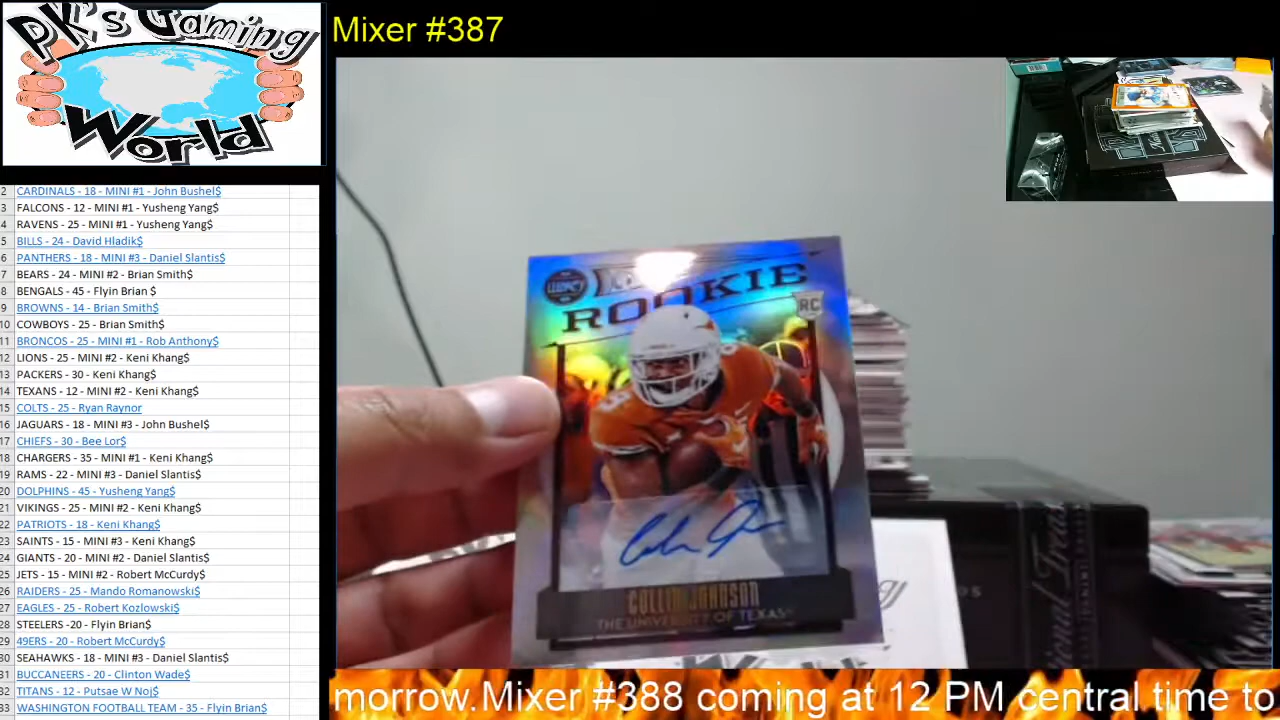 PK's Gaming
World
Mixer #387
2 CARDINALS - 18 - MINI #1 - John Bushel$
3 FALCONS - 12 - MINI #1 - Yusheng Yang$
4 RAVENS - 25 - MINI #1 - Yusheng Yang$
5 BILLS - 24 - David Hladik$
6 PANTHERS - 18 - MINI #3 - Daniel Slantis$
7 BEARS - 24 - MINI #2 - Brian Smith$
8 BENGALS - 45 - Flyin Brian $
9 BROWNS - 14 - Brian Smith$
10 COWBOYS - 25 - Brian Smith$
11 BRONCOS - 25 - MINI #1 - Rob Anthony$
12 LIONS - 25 - MINI #2 - Keni Khang$
13 PACKERS - 30 - Keni Khang$
14 TEXANS - 12 - MINI #2 - Keni Khang$
15 COLTS - 25 - Ryan Raynor
16 JAGUARS - 18 - MINI #3 - John Bushel$
17 CHIEFS - 30 - Bee Lor$
18 CHARGERS - 35 - MINI #1 - Keni Khang$
19 RAMS - 22 - MINI #3 - Daniel Slantis$
20 DOLPHINS - 45 - Yusheng Yang$
21 VIKINGS - 25 - MINI #2 - Keni Khang$
22 PATRIOTS - 18 - Keni Khang$
23 SAINTS - 15 - MINI #3 - Keni Khang$
24 GIANTS - 20 - MINI #2 - Daniel Slantis$
25 JETS - 15 - MINI #2 - Robert McCurdy$
26 RAIDERS - 25 - Mando Romanowski$
27 EAGLES - 25 - Robert Kozlowski$
28 STEELERS -20 - Flyin Brian$
29 49ERS - 20 - Robert McCurdy$
30 SEAHAWKS - 18 - MINI #3 - Daniel Slantis$
31 BUCCANEERS - 20 - Clinton Wade$
32 TITANS - 12 - Putsae W Noj$
33 WASHINGTON FOOTBALL TEAM - 35 - Flyin Brian$
ROOKIE
RC
COLLIN JOHNSON
THE UNIVERSITY OF TEXAS
morrow.Mixer #388 coming at 12 PM central time to